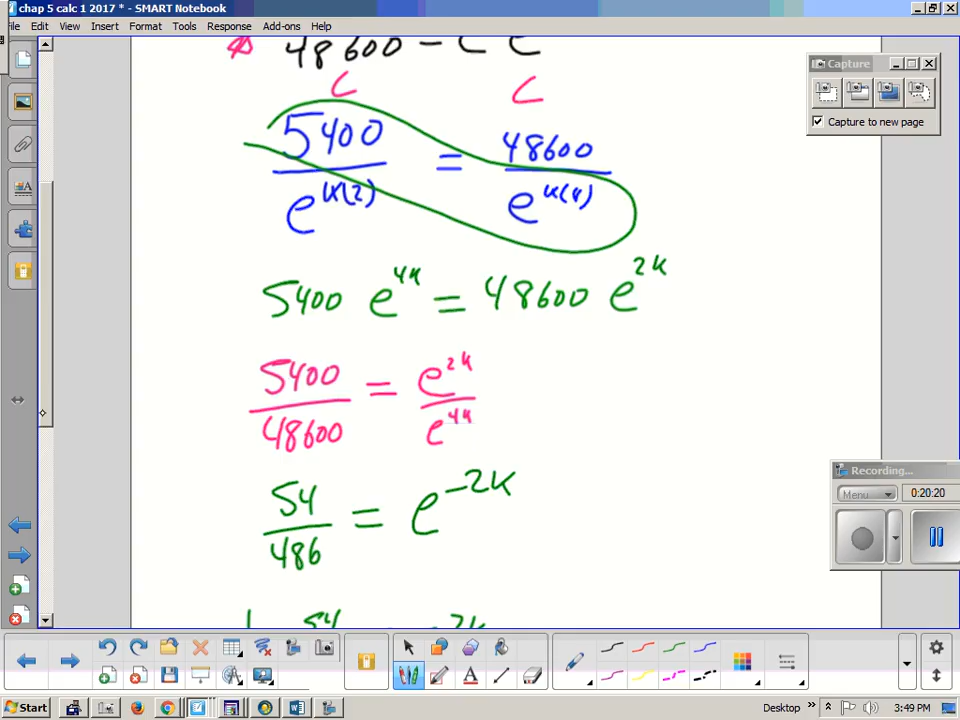 chap 5 calc 1 2017 * - SMART Notebook
File Edit View Insert Format Tools Response Add-ons Help
48600 = C e
C C
5400 / e^k(2) = 48600 / e^k(4)
5400 e^4k = 48600 e^2k
5400 / 48600 = e^2k / e^4k
54 / 486 = e^-2k
54 2k
Capture
Capture to new page
Recording...
Menu
0:20:20
Start
Desktop
3:49 PM